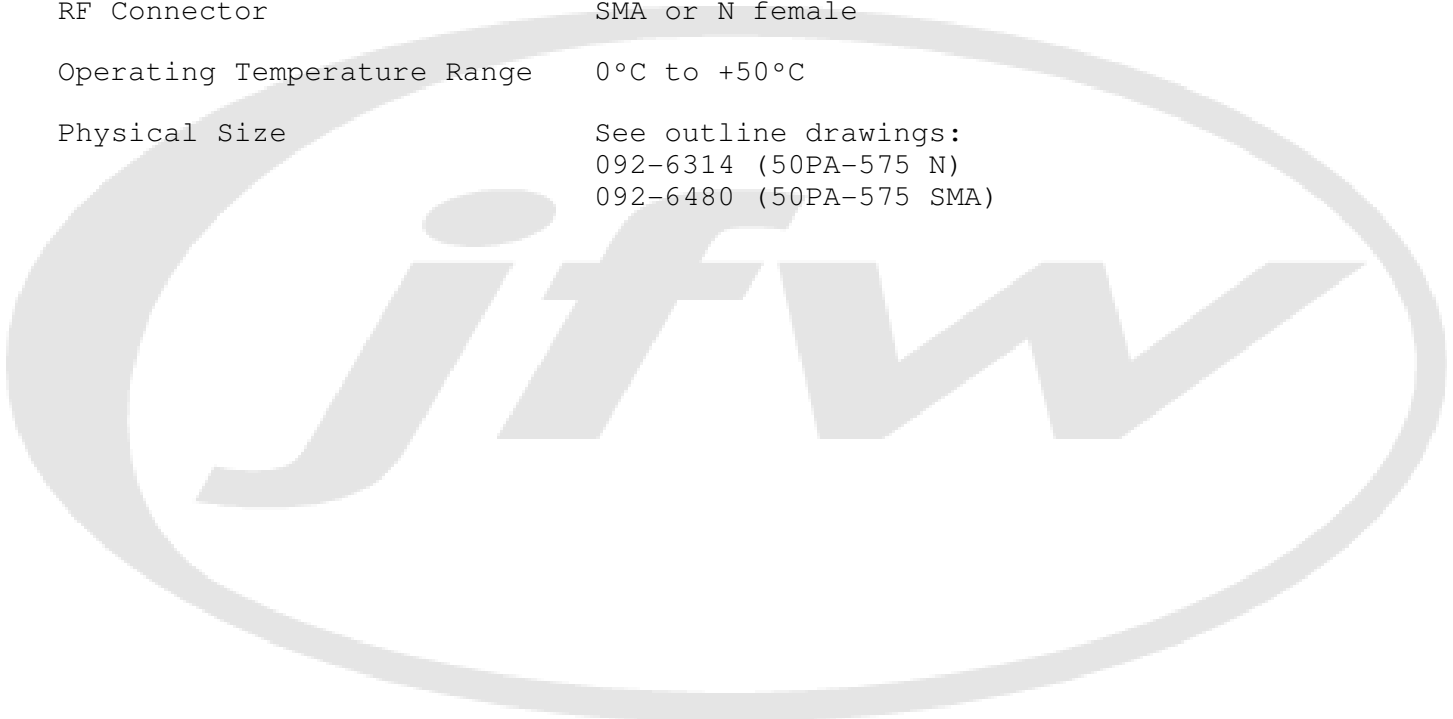 RF Connector SMA or N female
Operating Temperature Range 0°C to +50°C
Physical Size See outline drawings:
092-6314 (50PA-575 N)
092-6480 (50PA-575 SMA)
jfw